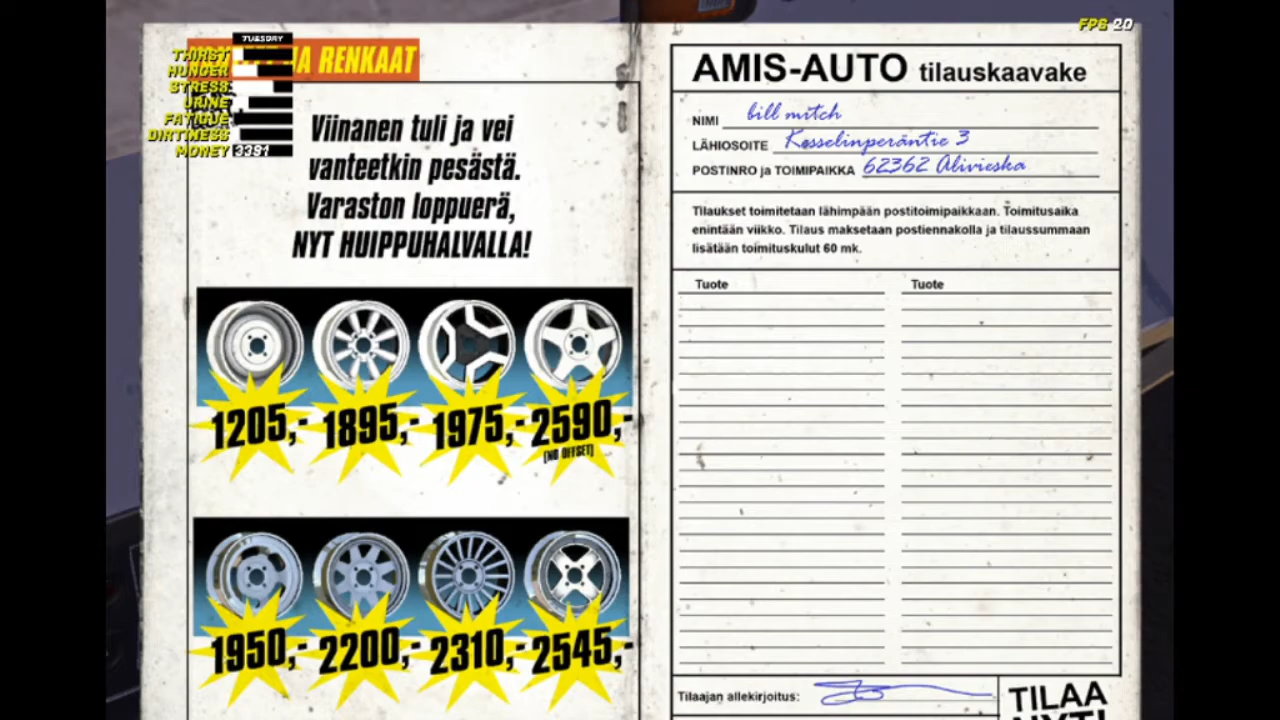 FPS 20
TUESDAY
THIRST
HUNGER
STRESS
URINE
FATIGUE
DIRTINESS
MONEY 3391
JA RENKAAT
Viinanen tuli ja vei
vanteetkin pesästä.
Varaston loppuerä,
NYT HUIPPUHALVALLA!
1205,- 1895,- 1975,- 2590,-
(NO OFFSET)
1950,- 2200,- 2310,- 2545,-
AMIS-AUTO tilauskaavake
NIMI bill mitch
LÄHIOSOITE Kesselinperäntie 3
POSTINRO ja TOIMIPAIKKA 62362 Alivieska
Tilaukset toimitetaan lähimpään postitoimipaikkaan. Toimitusaika
enintään viikko. Tilaus maksetaan postiennakolla ja tilaussummaan
lisätään toimituskulut 60 mk.
Tuote Tuote
Tilaajan allekirjoitus:
TILAA
NYT!